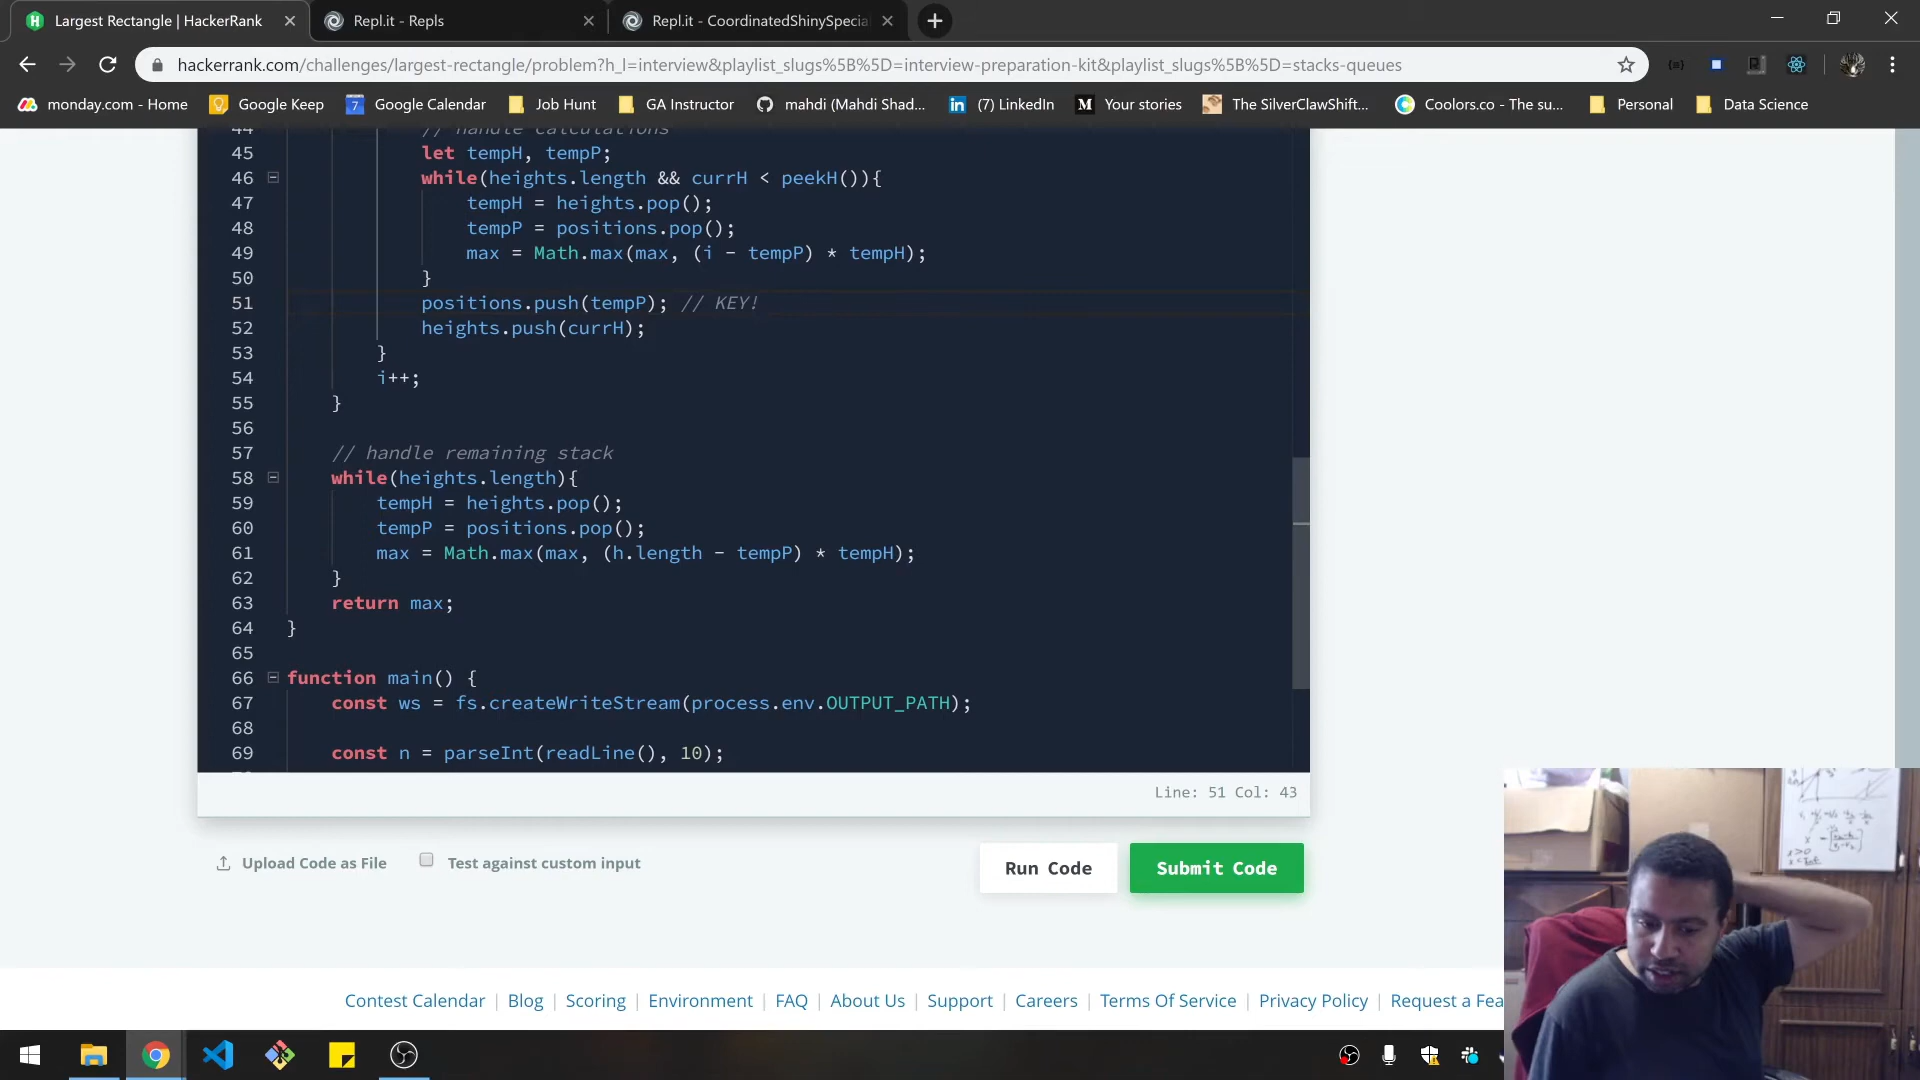 Largest Rectangle | HackerRank
Repl.it - Repls
Repl.it - CoordinatedShinySpecia
hackerrank.com/challenges/largest-rectangle/problem?h_l=interview&playlist_slugs%5B%5D=interview-preparation-kit&playlist_slugs%5B%5D=stacks-queues
monday.com - Home
Google Keep
7
Google Calendar
Job Hunt
GA Instructor
mahdi (Mahdi Shad...
(7) LinkedIn
Your stories
The SilverClawShift...
Coolors.co - The su...
Personal
Data Science
44 // handle calculations
45 let tempH, tempP;
46 while(heights.length && currH < peekH()){
47 tempH = heights.pop();
48 tempP = positions.pop();
49 max = Math.max(max, (i - tempP) * tempH);
50 }
51 positions.push(tempP); // KEY!
52 heights.push(currH);
53 }
54 i++;
55 }
56
57 // handle remaining stack
58 while(heights.length){
59 tempH = heights.pop();
60 tempP = positions.pop();
61 max = Math.max(max, (h.length - tempP) * tempH);
62 }
63 return max;
64 }
65
66 function main() {
67 const ws = fs.createWriteStream(process.env.OUTPUT_PATH);
68
69 const n = parseInt(readLine(), 10);
Line: 51 Col: 43
Upload Code as File
Test against custom input
Run Code
Submit Code
Contest Calendar | Blog | Scoring | Environment | FAQ | About Us | Support | Careers | Terms Of Service | Privacy Policy | Request a Fea